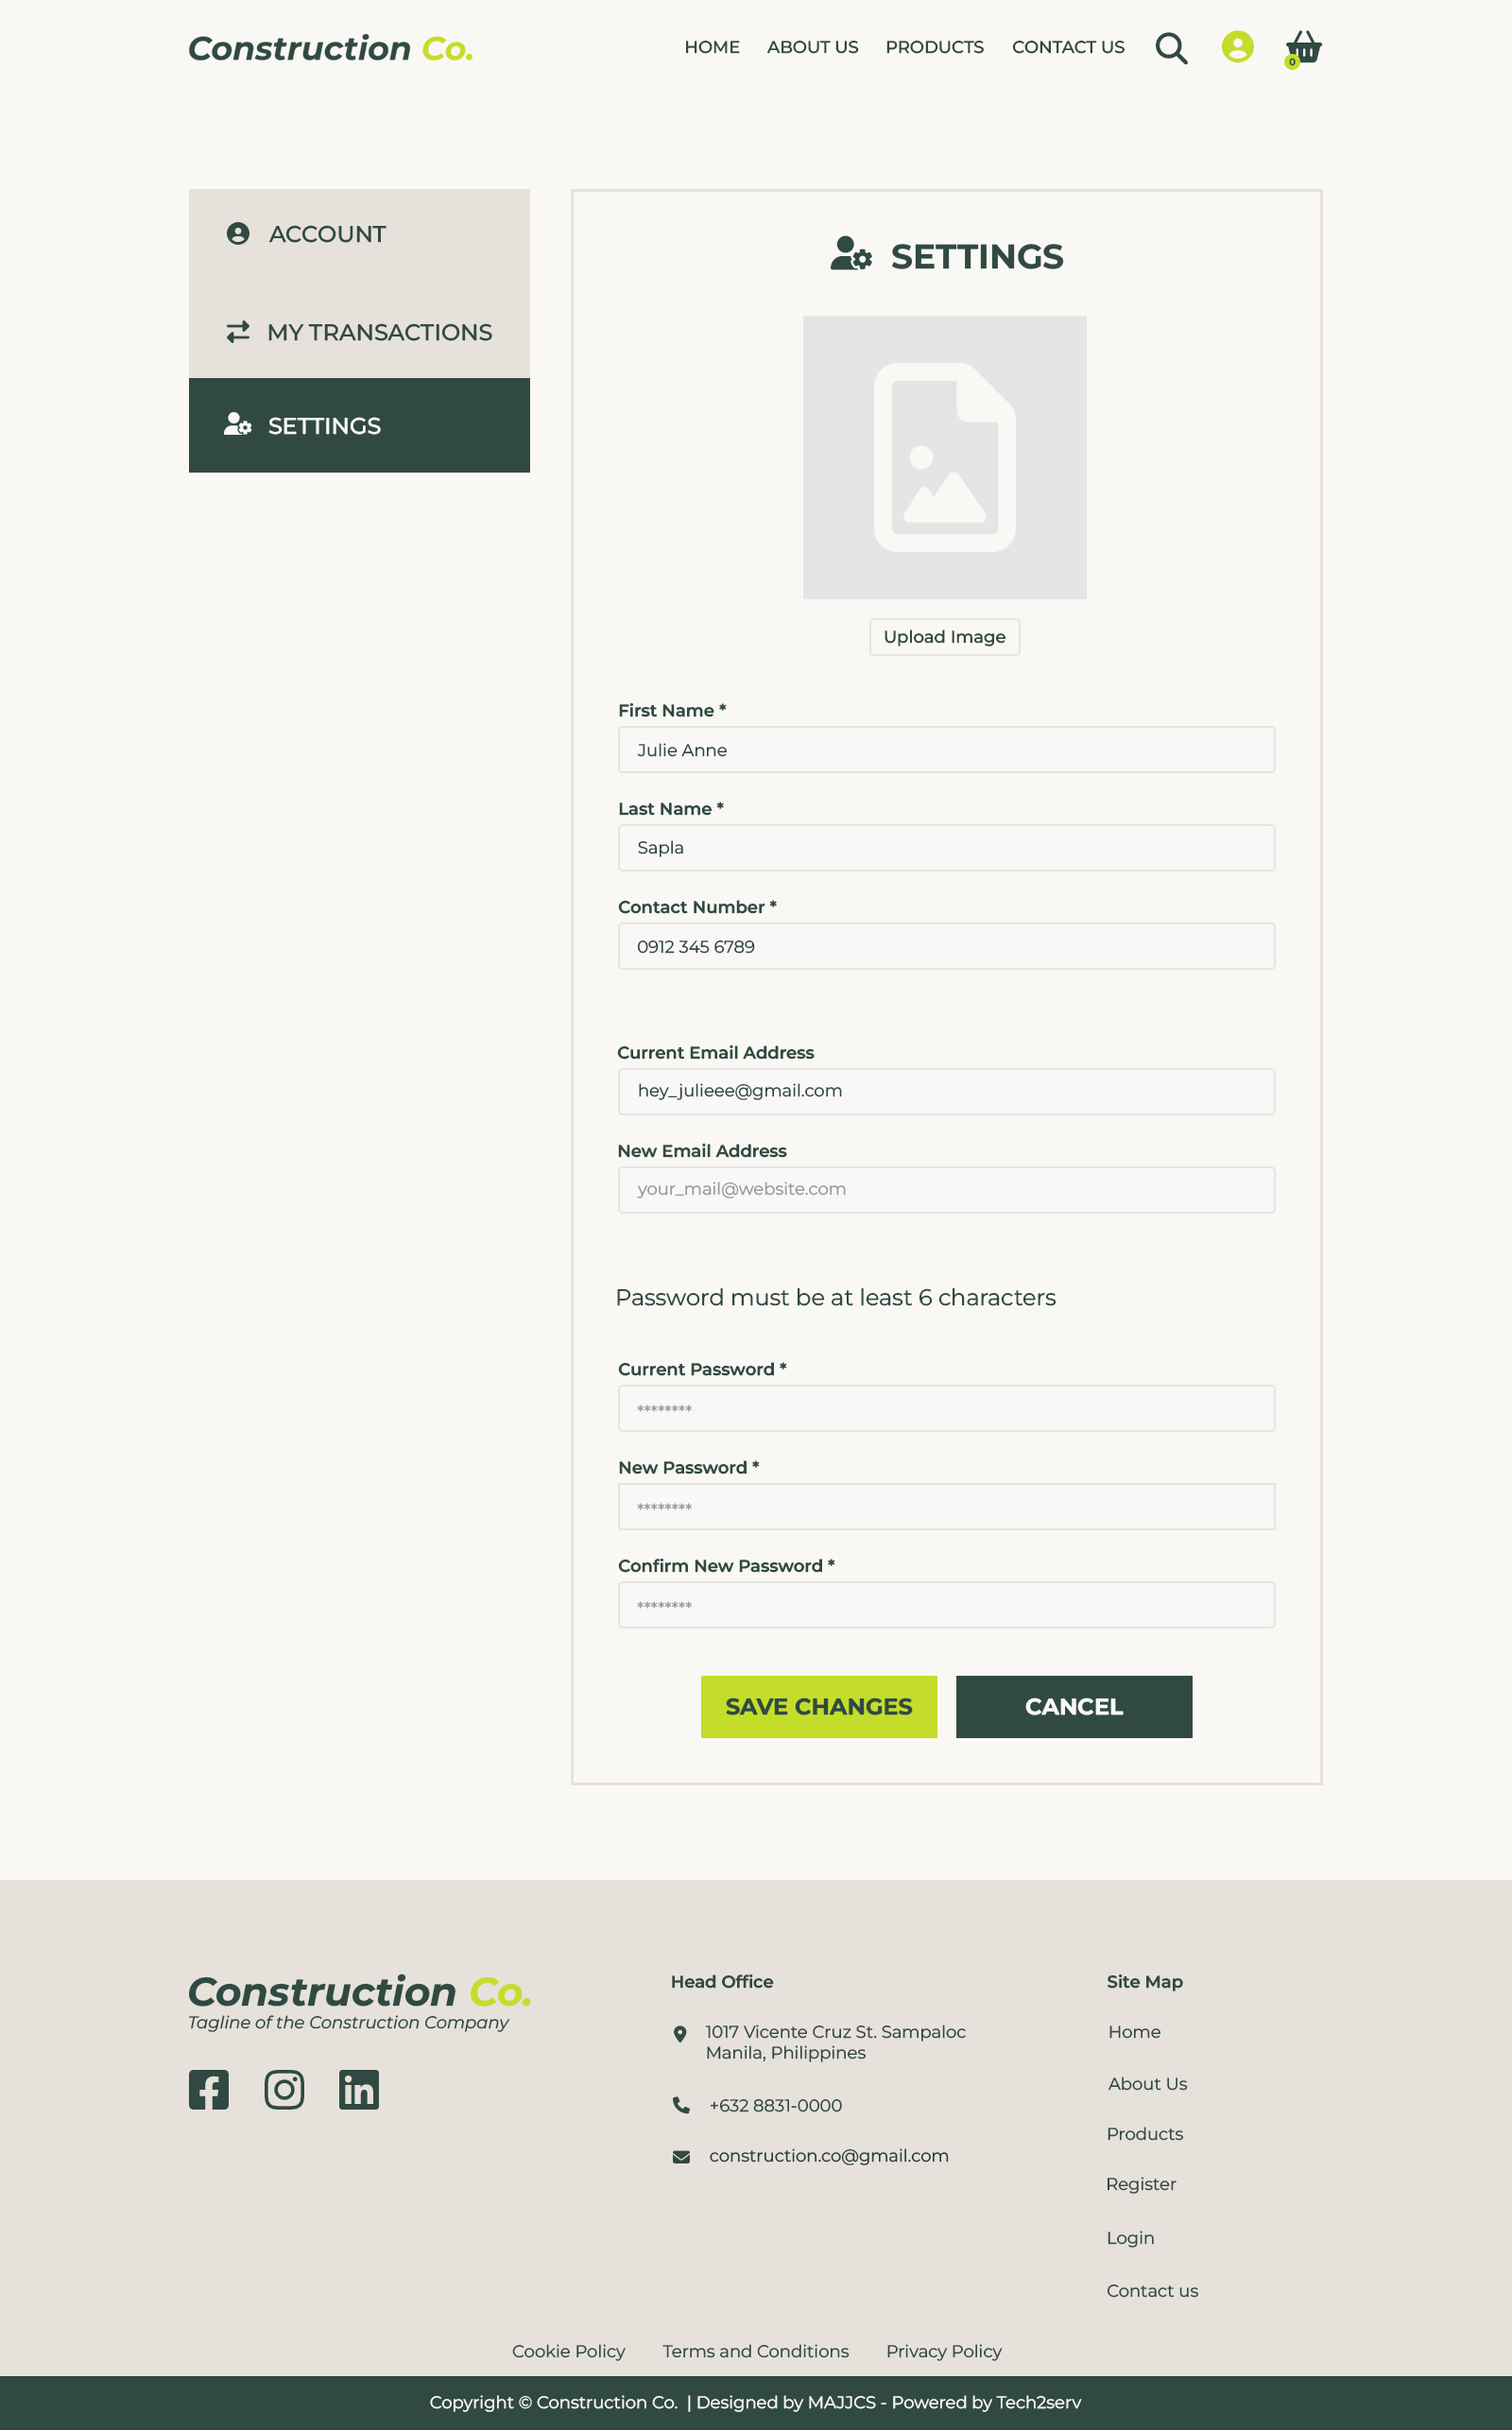 Construction Co.
HOME ABOUT US PRODUCTS CONTACT US
0
ACCOUNT
MY TRANSACTIONS
SETTINGS
SETTINGS
Upload Image
First Name *
Julie Anne
Last Name *
Sapla
Contact Number *
0912 345 6789
Current Email Address
hey_julieee@gmail.com
New Email Address
your_mail@website.com
Password must be at least 6 characters
Current Password *
********
New Password *
********
Confirm New Password *
********
SAVE CHANGES
CANCEL
Construction Co.
Tagline of the Construction Company
Head Office
1017 Vicente Cruz St. Sampaloc
Manila, Philippines
+632 8831-0000
construction.co@gmail.com
Site Map
Home
About Us
Products
Register
Login
Contact us
Cookie Policy Terms and Conditions Privacy Policy
Copyright © Construction Co. | Designed by MAJJCS - Powered by Tech2serv